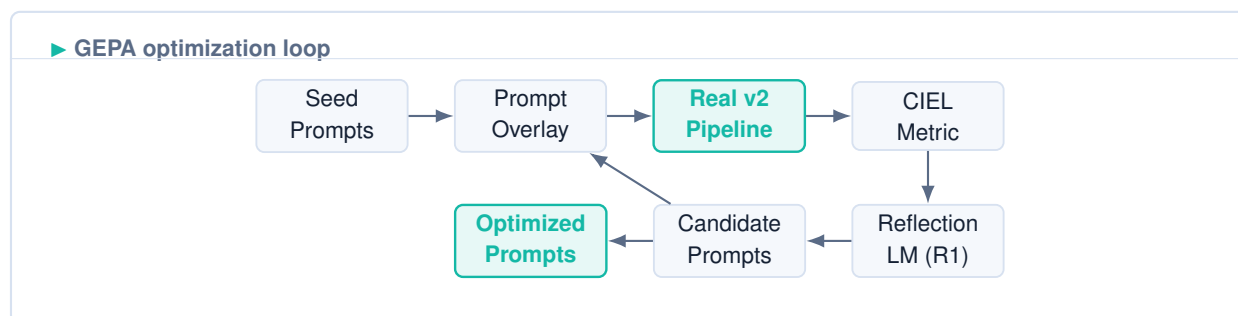 ► GEPA optimization loop
Seed
Prompts
Prompt
Overlay
Real v2
Pipeline
CIEL
Metric
Optimized
Prompts
Candidate
Prompts
Reflection
LM (R1)